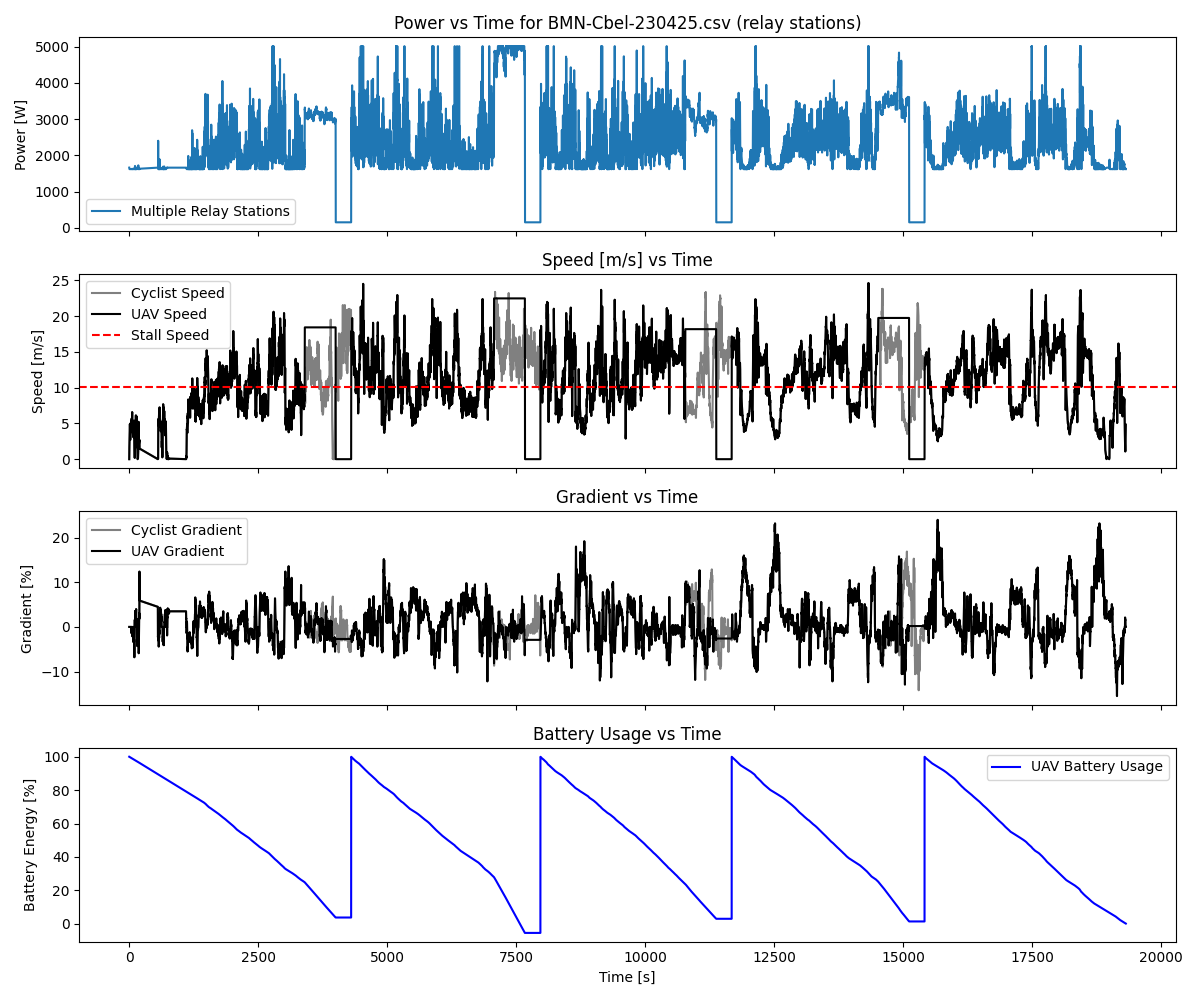 Power vs Time for BMN-Cbel-230425.csv (relay stations)
5000
4000
3000
2000
1000
0
Power [W]
Multiple Relay Stations
Speed [m/s] vs Time
25
20
15
10
5
0
Speed [m/s]
Cyclist Speed
UAV Speed
Stall Speed
Gradient vs Time
20
10
0
−10
Gradient [%]
Cyclist Gradient
UAV Gradient
Battery Usage vs Time
100
80
60
40
20
0
Battery Energy [%]
UAV Battery Usage
0 2500 5000 7500 10000 12500 15000 17500 20000
Time [s]